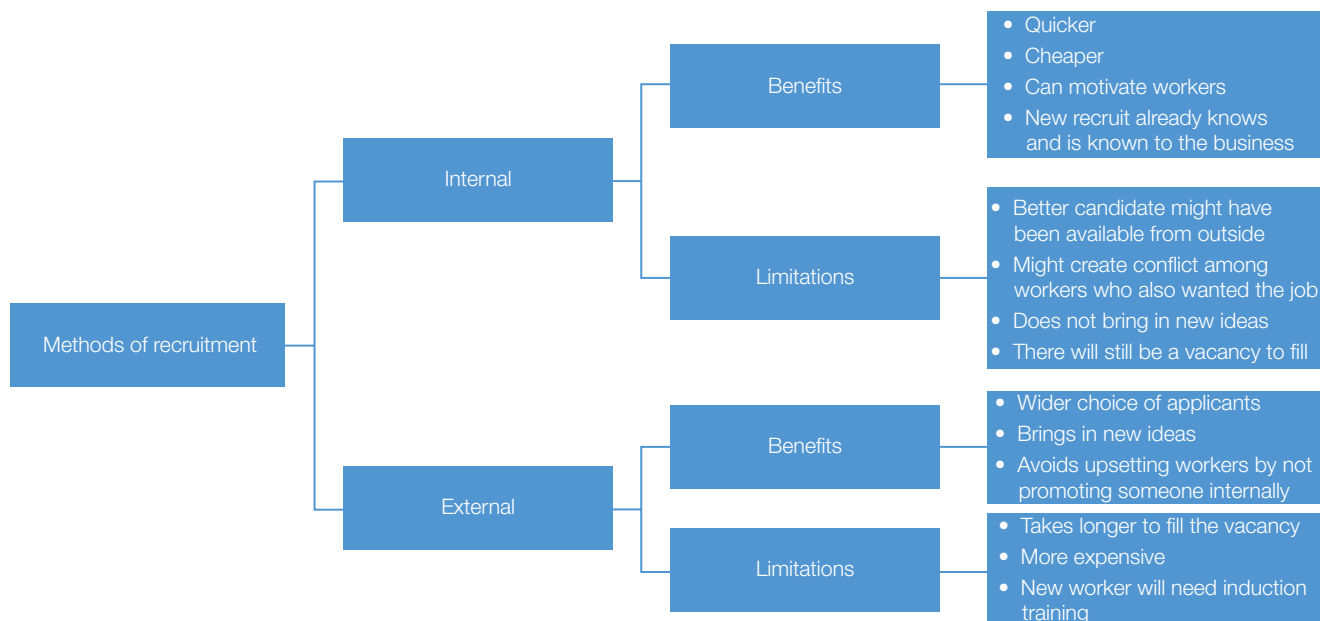 Methods of recruitment
Internal
Benefits
• Quicker
• Cheaper
• Can motivate workers
• New recruit already knows
and is known to the business
Limitations
• Better candidate might have
been available from outside
• Might create conflict among
workers who also wanted the job
• Does not bring in new ideas
• There will still be a vacancy to fill
External
Benefits
• Wider choice of applicants
• Brings in new ideas
• Avoids upsetting workers by not
promoting someone internally
Limitations
• Takes longer to fill the vacancy
• More expensive
• New worker will need induction
training